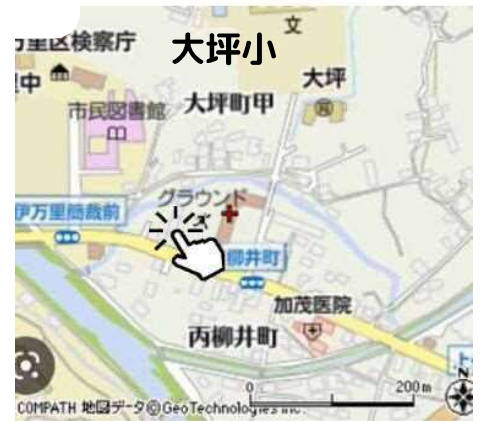 万里区検察庁
大坪小
文
里中
大坪
市民図書館
大坪町甲
グラウンド
伊万里簡裁前
柳井町
加茂医院
丙柳井町
上
N
0
200m
COMPATH 地図データ©GeoTechnologies Inc.